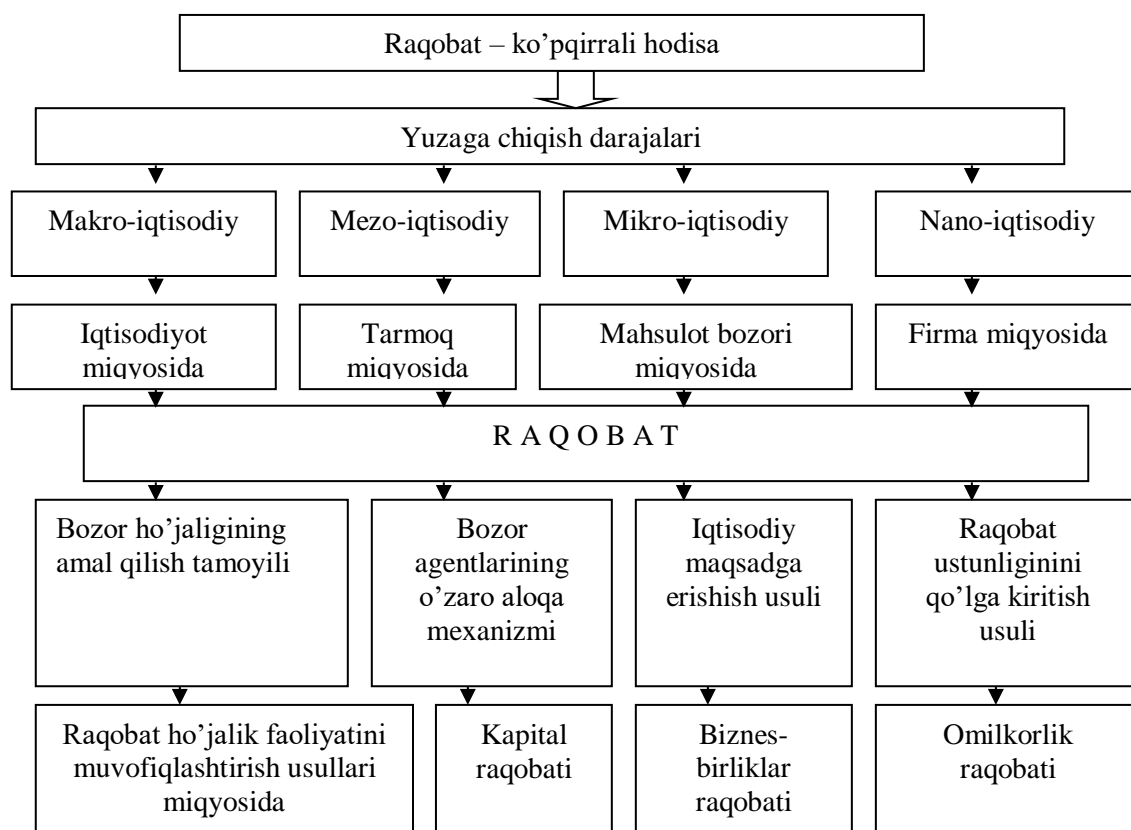 Raqobat – ko’pqirrali hodisa
Yuzaga chiqish darajalari
Makro-iqtisodiy
Mezo-iqtisodiy
Mikro-iqtisodiy
Nano-iqtisodiy
Iqtisodiyot
miqyosida
Tarmoq
miqyosida
Mahsulot bozori
miqyosida
Firma miqyosida
R A Q O B A T
Bozor ho’jaligining
amal qilish tamoyili
Bozor
agentlarining
o’zaro aloqa
mexanizmi
Iqtisodiy
maqsadga
erishish usuli
Raqobat
ustunliginini
qo’lga kiritish
usuli
Raqobat ho’jalik faoliyatini
muvofiqlashtirish usullari
miqyosida
Kapital
raqobati
Biznes-
birliklar
raqobati
Omilkorlik
raqobati